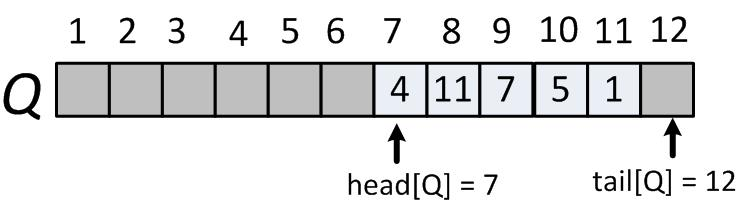 1 2 3 4 5 6 7 8 9 10 11 12
Q 4 11 7 5 1
head[Q] = 7 tail[Q] = 12